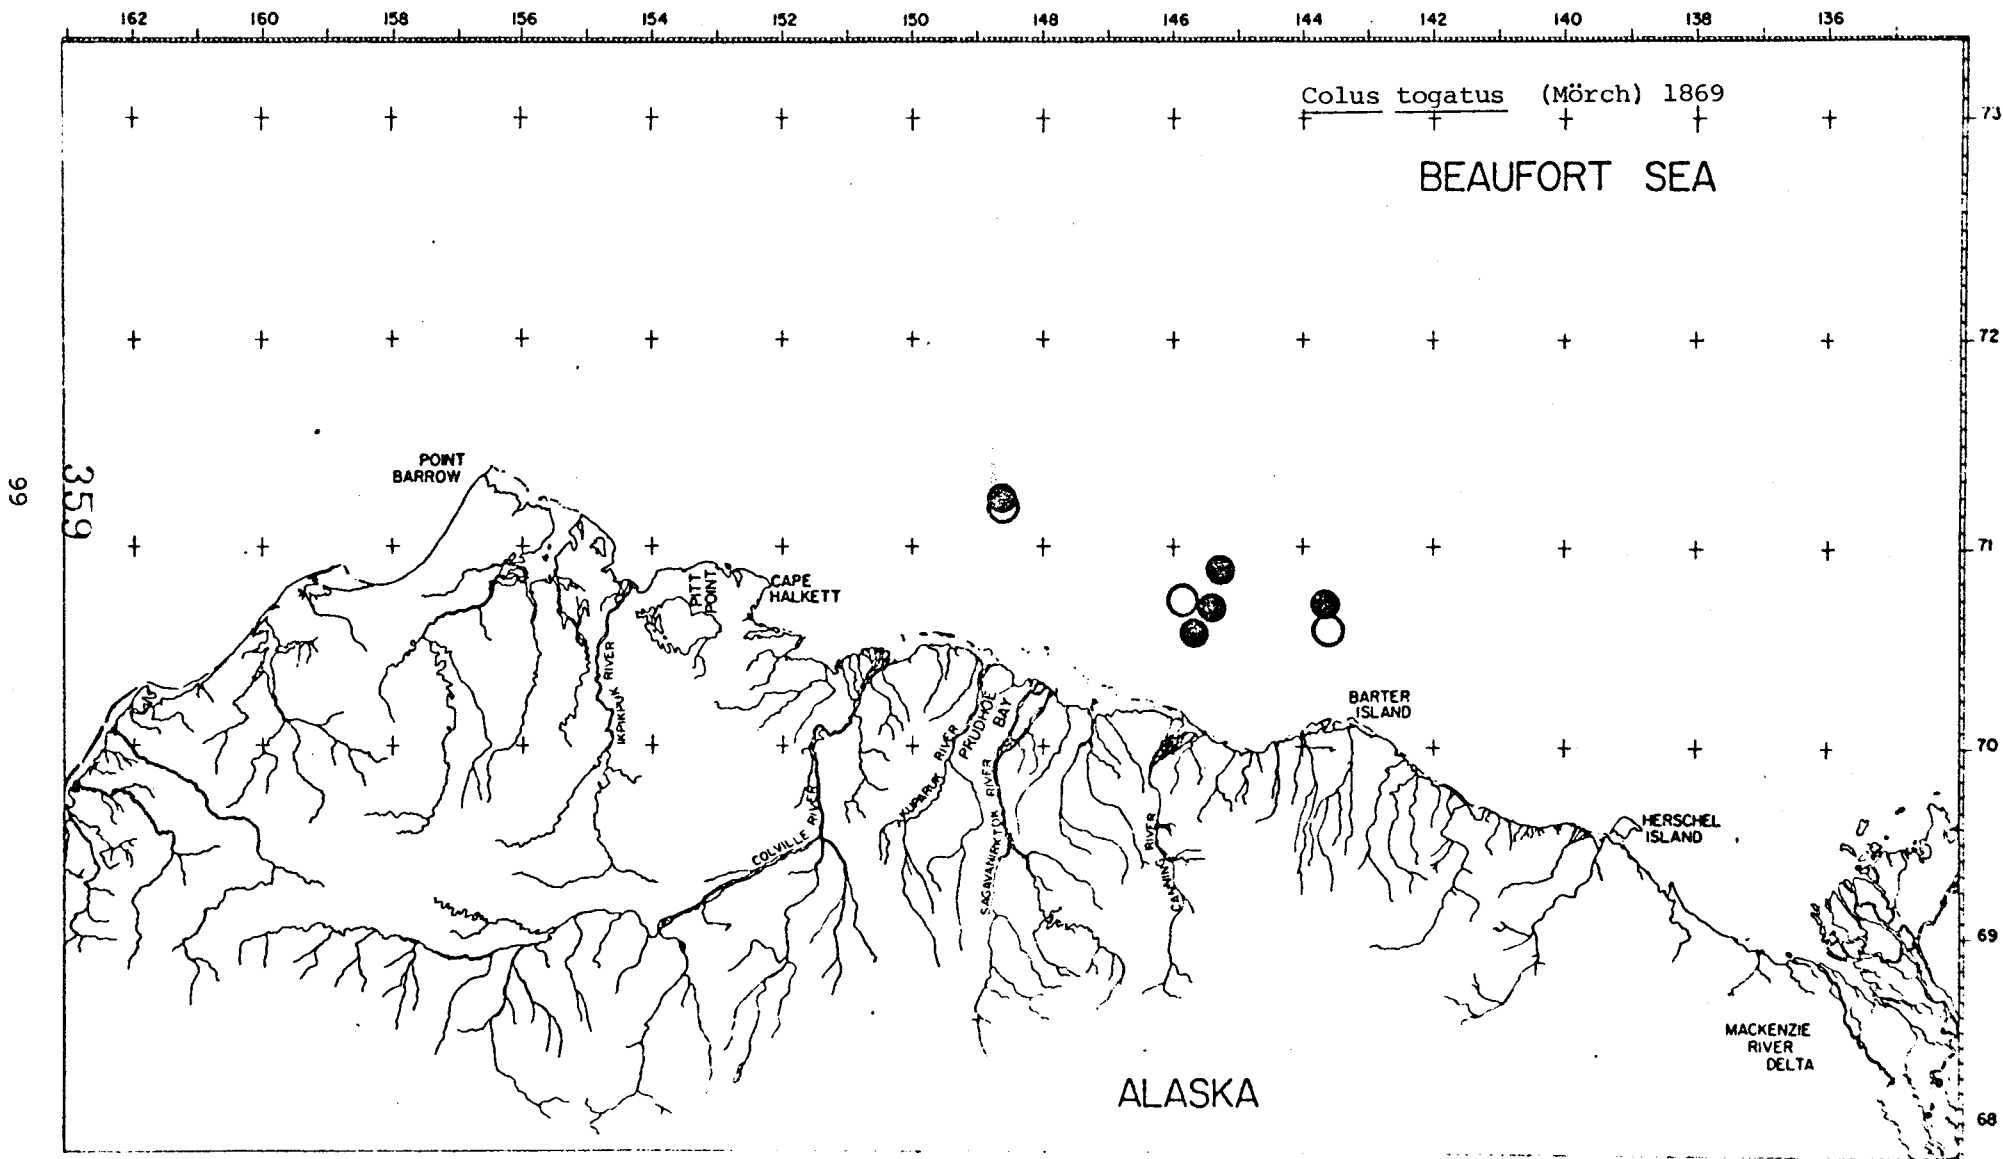 162 160 158 156 154 152 150 148 146 144 142 140 138 136
Colus togatus (Mörch) 1869
73
BEAUFORT SEA
72
POINT
BARROW
359
66
71
PITT
POINT
CAPE
HALKETT
IKPIKPUK RIVER
BARTER
ISLAND
PRUDHOE
BAY
70
KUPARUK RIVER
COLVILLE RIVER
SAGAVANIRKTOK RIVER
CANNING RIVER
HERSCHEL
ISLAND
69
MACKENZIE
RIVER
DELTA
ALASKA
68